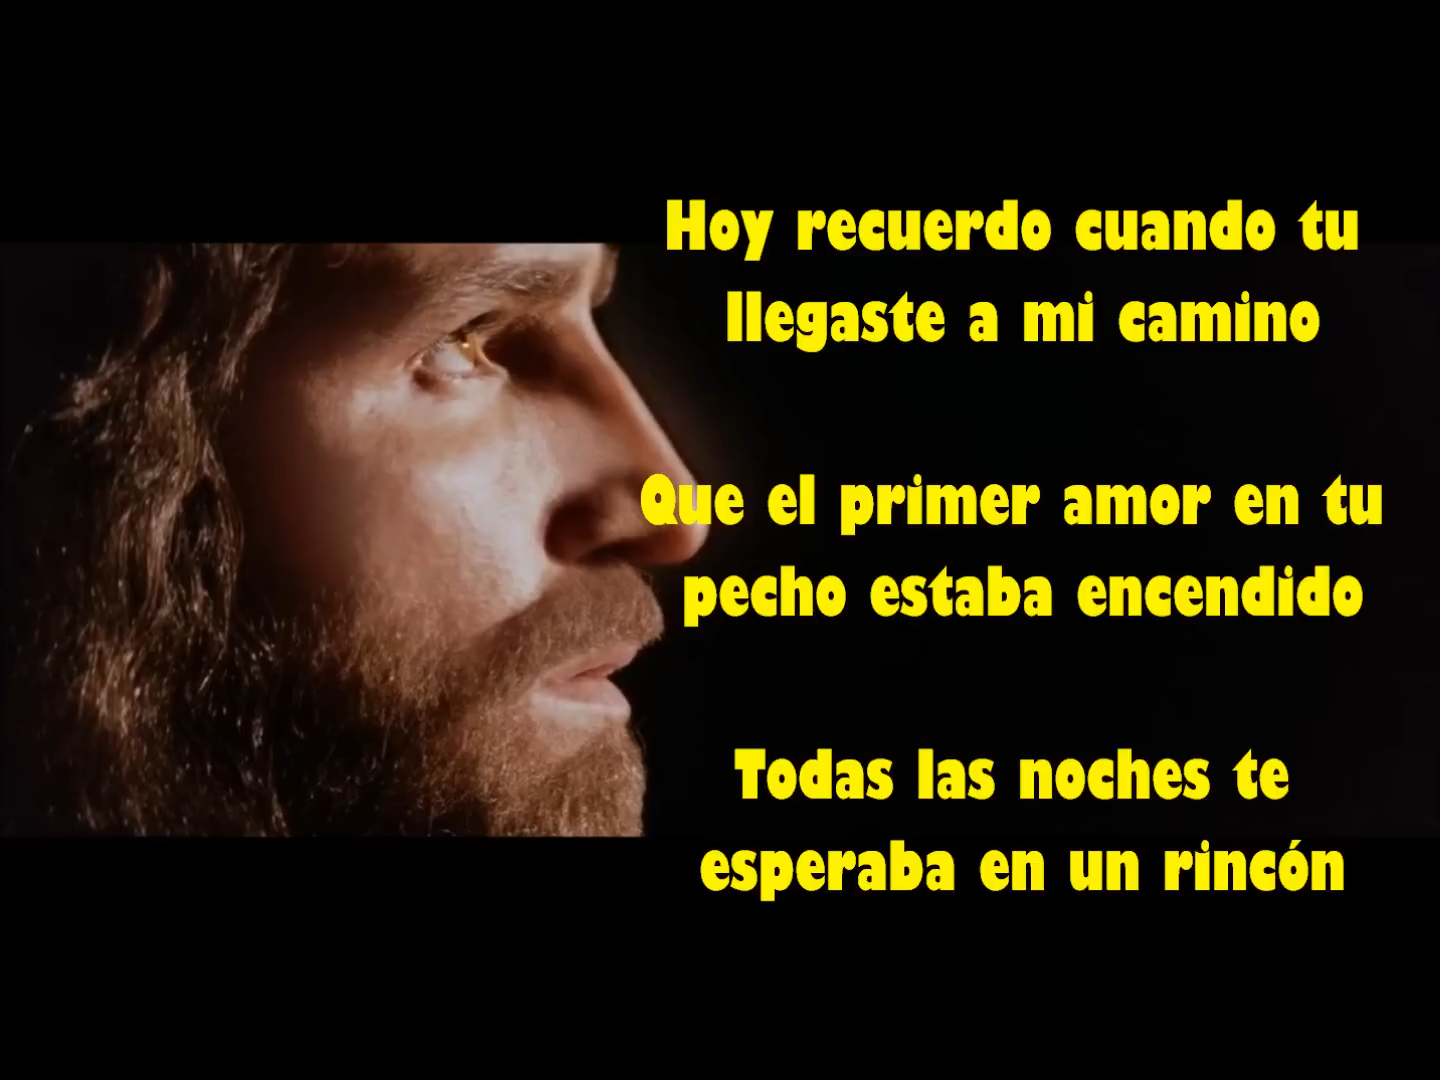 Hoy recuerdo cuando tu
llegaste a mi camino
Que el primer amor en tu
pecho estaba encendido
Todas las noches te
esperaba en un rincón